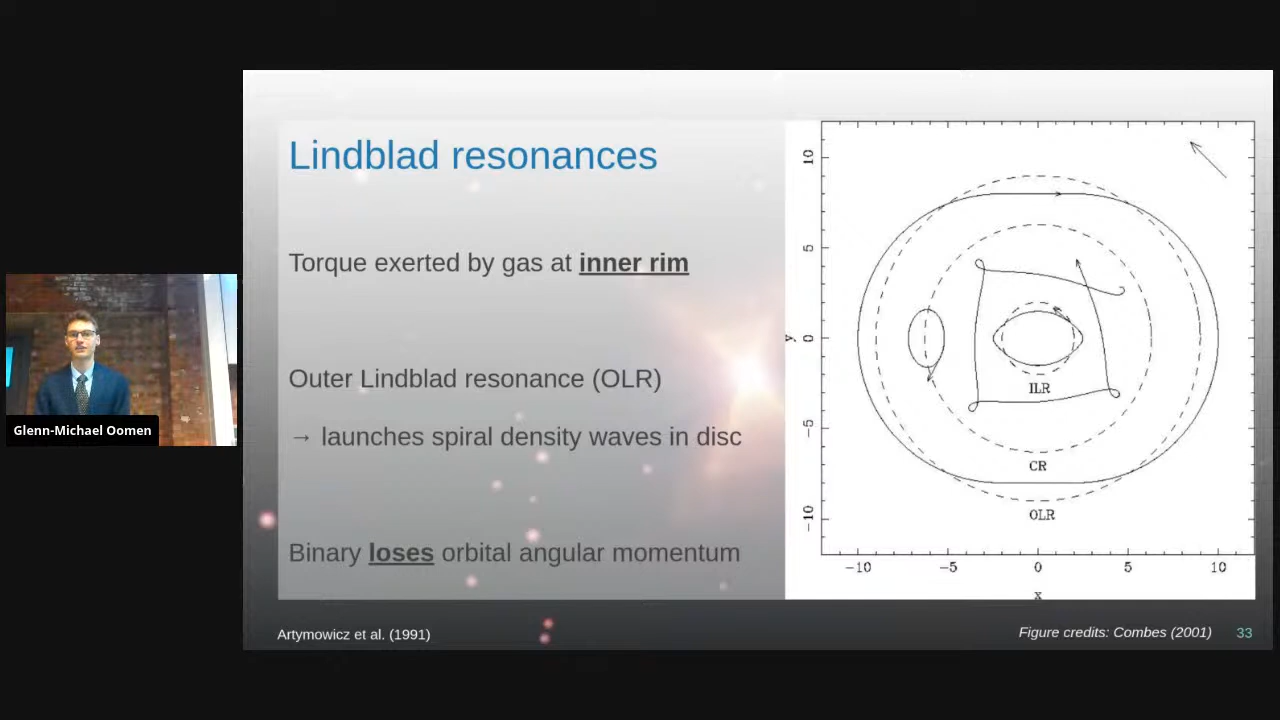 Lindblad resonances
Torque exerted by gas at inner rim
Outer Lindblad resonance (OLR)
→ launches spiral density waves in disc
Binary loses orbital angular momentum
Artymowicz et al. (1991)
10
5
0
−5
−10
y
ILR
CR
OLR
−10 −5 0 5 10
x
Figure credits: Combes (2001) 33
Glenn-Michael Oomen